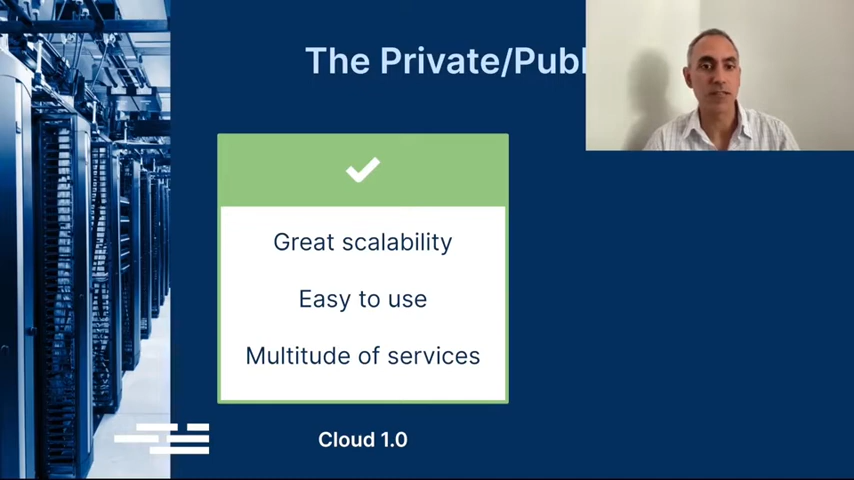 The Private/Publ
Great scalability
Easy to use
Multitude of services
Cloud 1.0